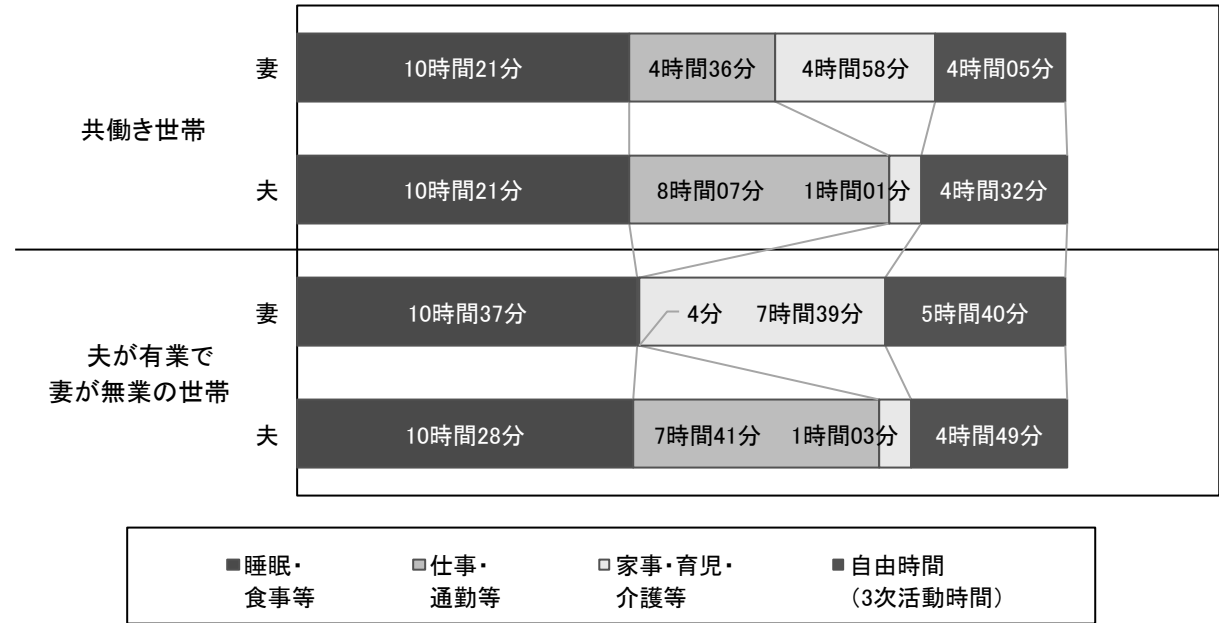 共働き世帯
妻
10時間21分 4時間36分 4時間58分 4時間05分
夫
10時間21分 8時間07分 1時間01分 4時間32分
夫が有業で
妻が無業の世帯
妻
10時間37分 4分 7時間39分 5時間40分
夫
10時間28分 7時間41分 1時間03分 4時間49分
睡眠・
食事等
仕事・
通勤等
家事・育児・
介護等
自由時間
（3次活動時間）